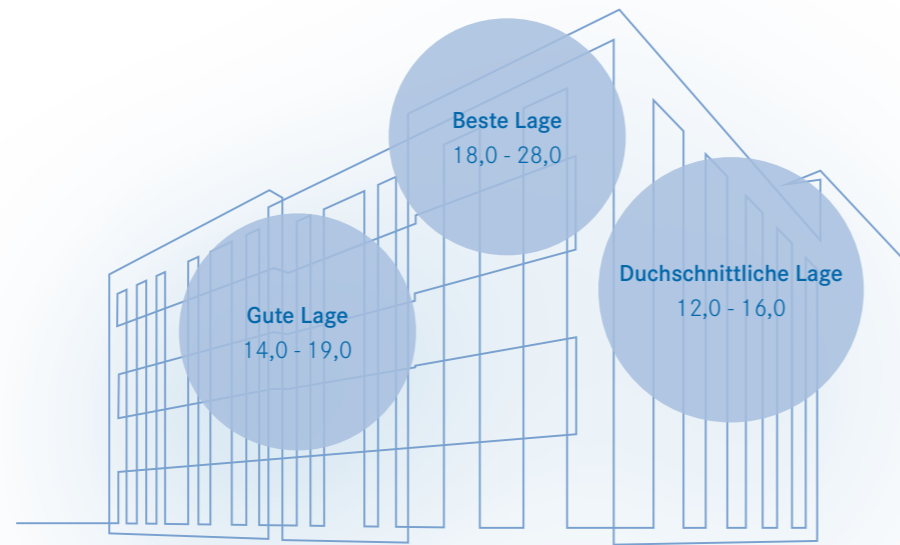 Beste Lage
18,0 - 28,0
Gute Lage
14,0 - 19,0
Duchschnittliche Lage
12,0 - 16,0